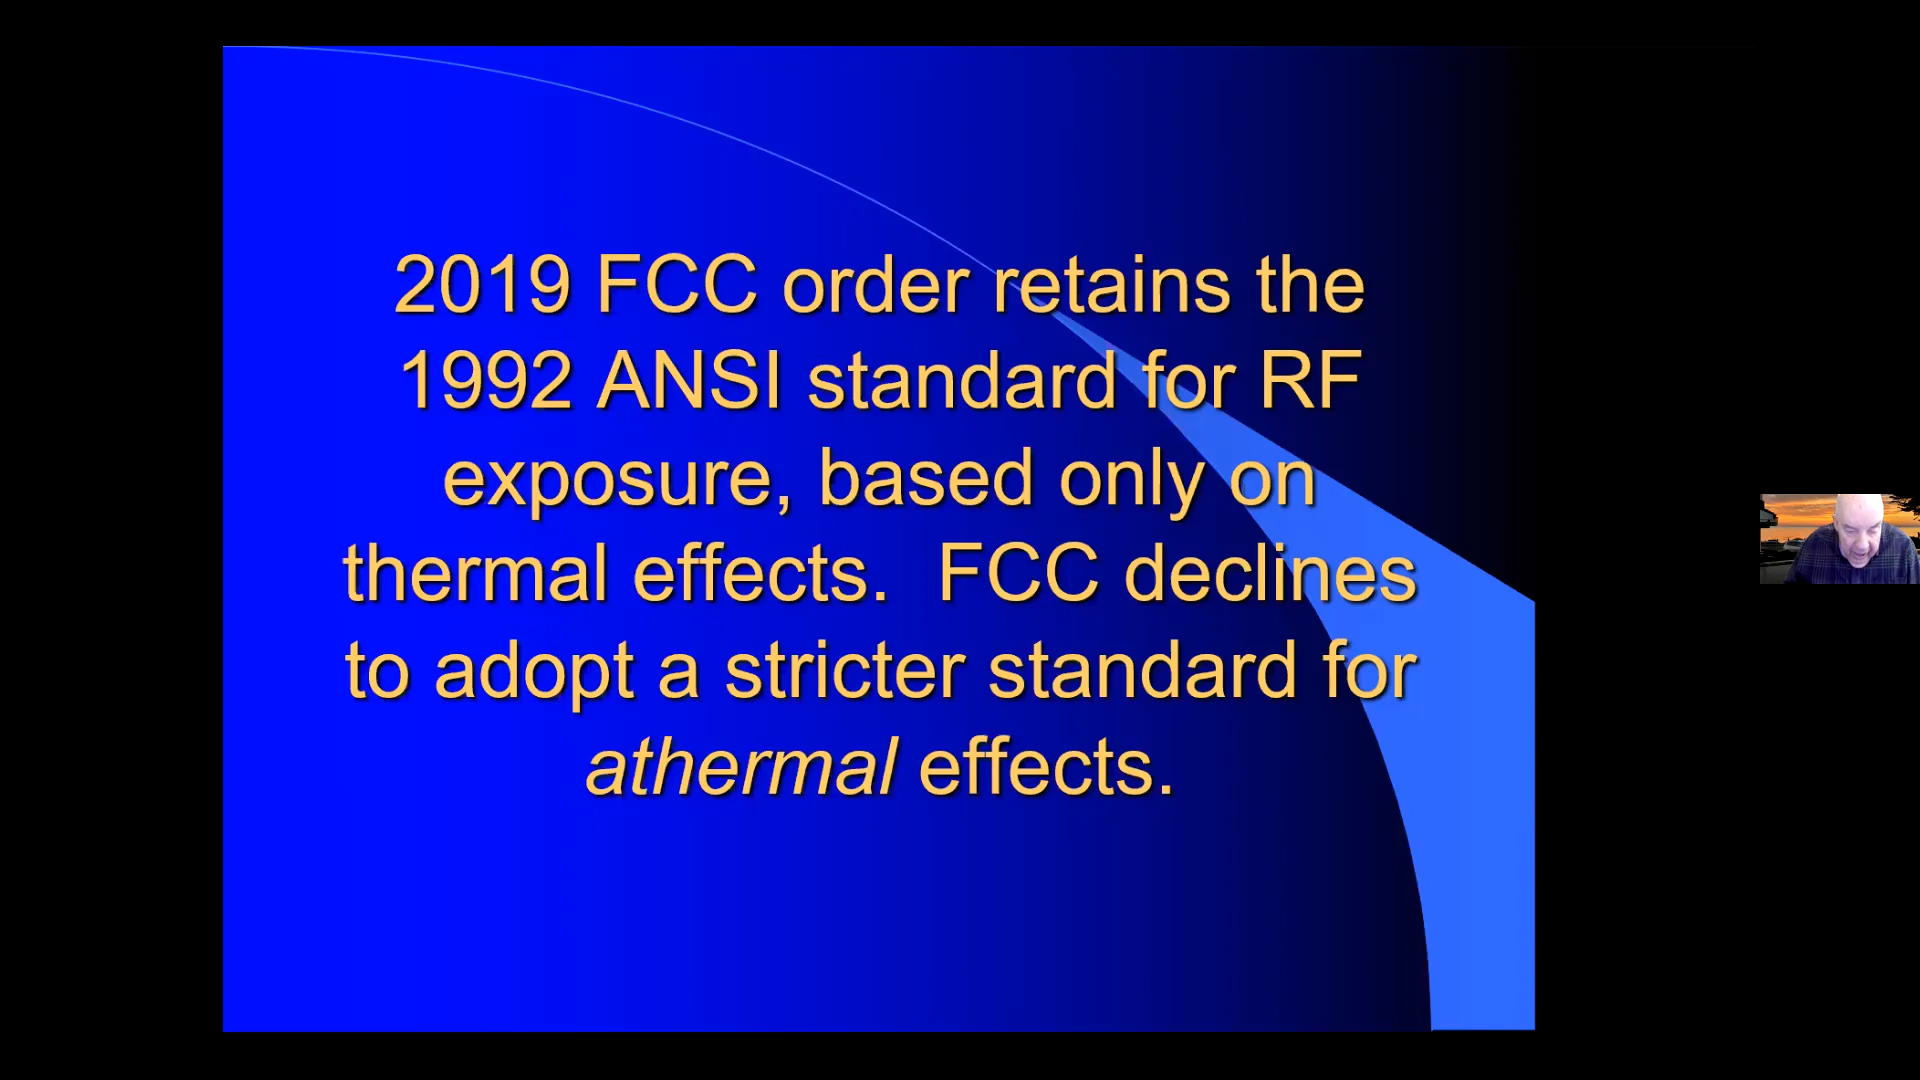 2019 FCC order retains the
1992 ANSI standard for RF
exposure, based only on
thermal effects.  FCC declines
to adopt a stricter standard for
athermal effects.